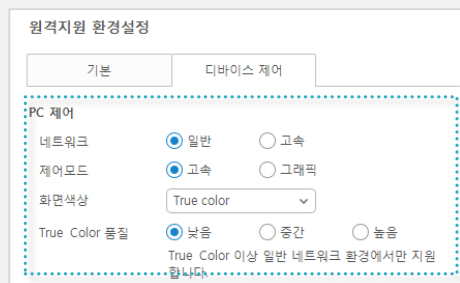 원격지원 환경설정
기본 디바이스 제어
PC 제어
네트워크 일반 고속
제어모드 고속 그래픽
화면색상 True color
True Color 품질 낮음 중간 높음
True Color 이상 일반 네트워크 환경에서만 지원
합니다.